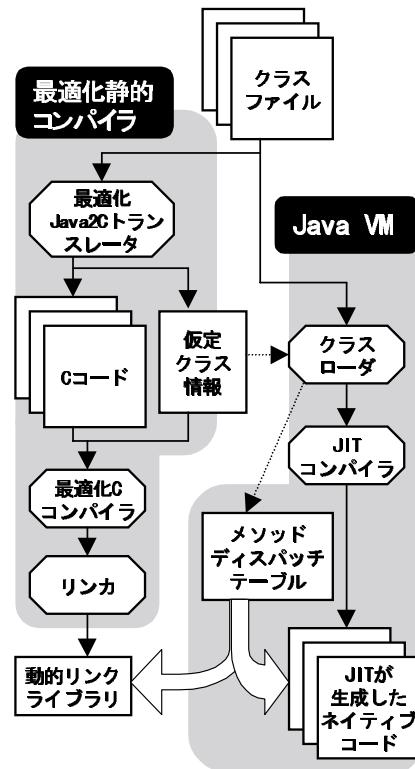 クラス
ファイル
最適化静的
コンパイラ
最適化
Java2Cトラン
スレータ
Java VM
Cコード
仮定
クラス
情報
クラス
ローダ
最適化C
コンパイラ
JIT
コンパイラ
リンカ
メソッド
ディスパッチ
テーブル
動的リンク
ライブラリ
JITが
生成した
ネイティブ
コード